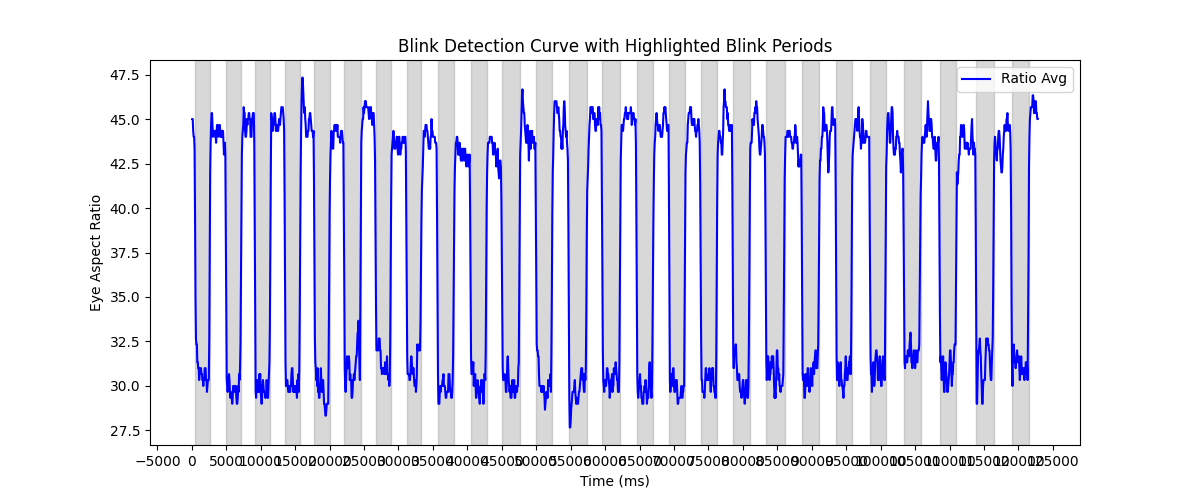 Blink Detection Curve with Highlighted Blink Periods
Ratio Avg
47.5
45.0
42.5
40.0
37.5
35.0
32.5
30.0
27.5
Eye Aspect Ratio
−5000 0 5000 10000 15000 20000 25000 30000 35000 40000 45000 50000 55000 60000 65000 70000 75000 80000 85000 90000 95000 100000 105000 110000 115000 120000 125000
Time (ms)